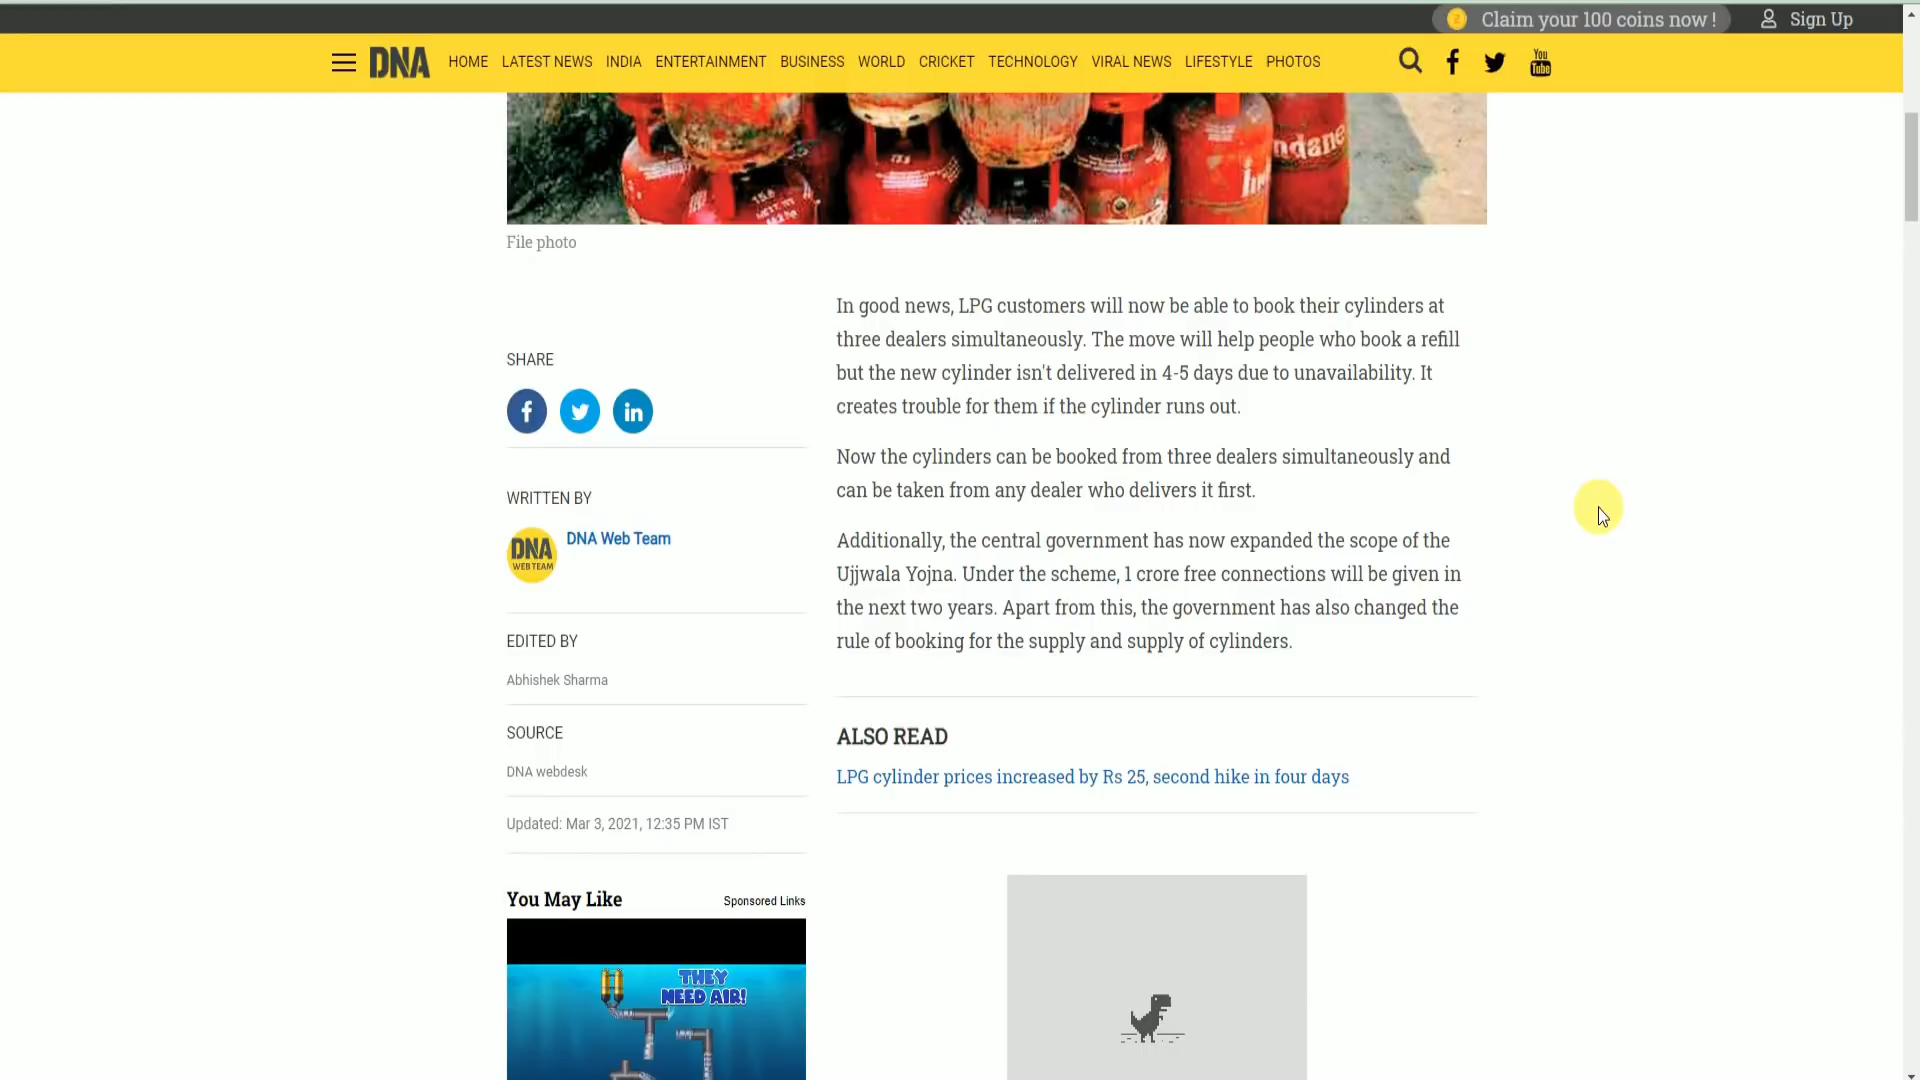 Claim your 100 coins now !
Sign Up
DNA
HOME LATEST NEWS INDIA ENTERTAINMENT BUSINESS WORLD CRICKET TECHNOLOGY VIRAL NEWS LIFESTYLE PHOTOS
You
Tube
ndane
File photo
In good news, LPG customers will now be able to book their cylinders at
three dealers simultaneously. The move will help people who book a refill
but the new cylinder isn't delivered in 4-5 days due to unavailability. It
creates trouble for them if the cylinder runs out.
Now the cylinders can be booked from three dealers simultaneously and
can be taken from any dealer who delivers it first.
Additionally, the central government has now expanded the scope of the
Ujjwala Yojna. Under the scheme, 1 crore free connections will be given in
the next two years. Apart from this, the government has also changed the
rule of booking for the supply and supply of cylinders.
ALSO READ
LPG cylinder prices increased by Rs 25, second hike in four days
SHARE
WRITTEN BY
DNA
WEB TEAM
DNA Web Team
EDITED BY
Abhishek Sharma
SOURCE
DNA webdesk
Updated: Mar 3, 2021, 12:35 PM IST
You May Like
Sponsored Links
THEY
NEED AIR!